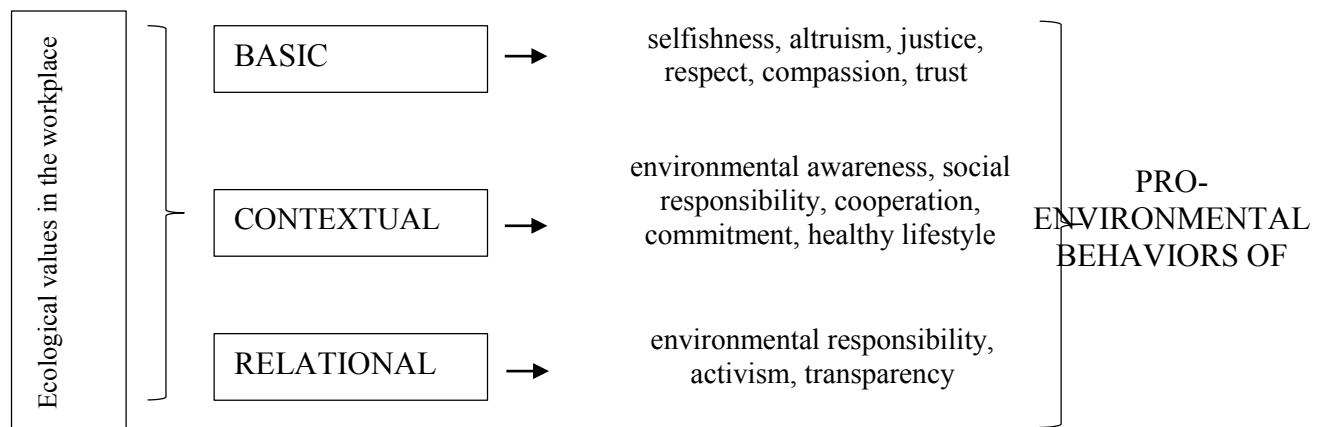 Ecological values in the workplace
BASIC
selfishness, altruism, justice,
respect, compassion, trust
CONTEXTUAL
environmental awareness, social
responsibility, cooperation,
commitment, healthy lifestyle
RELATIONAL
environmental responsibility,
activism, transparency
PRO-
ENVIRONMENTAL
BEHAVIORS OF